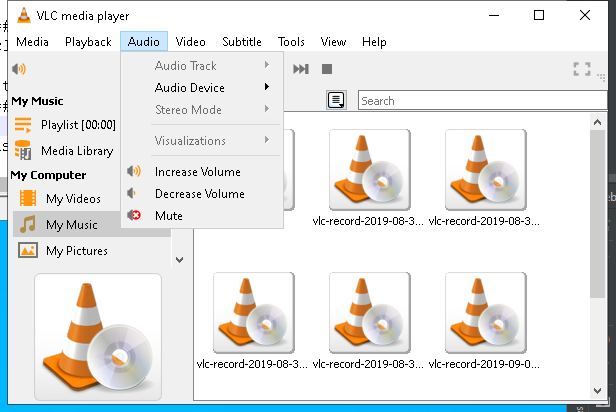 VLC media player
Media Playback Audio Video Subtitle Tools View Help
Audio Track
Audio Device
Stereo Mode
Visualizations
Increase Volume
Decrease Volume
Mute
My Music
Playlist [00:00]
Media Library
My Computer
My Videos
My Music
My Pictures
Search
vlc-record-2019-08-3... vlc-record-2019-08-3...
vlc-record-2019-08-3... vlc-record-2019-08-3... vlc-record-2019-09-0...